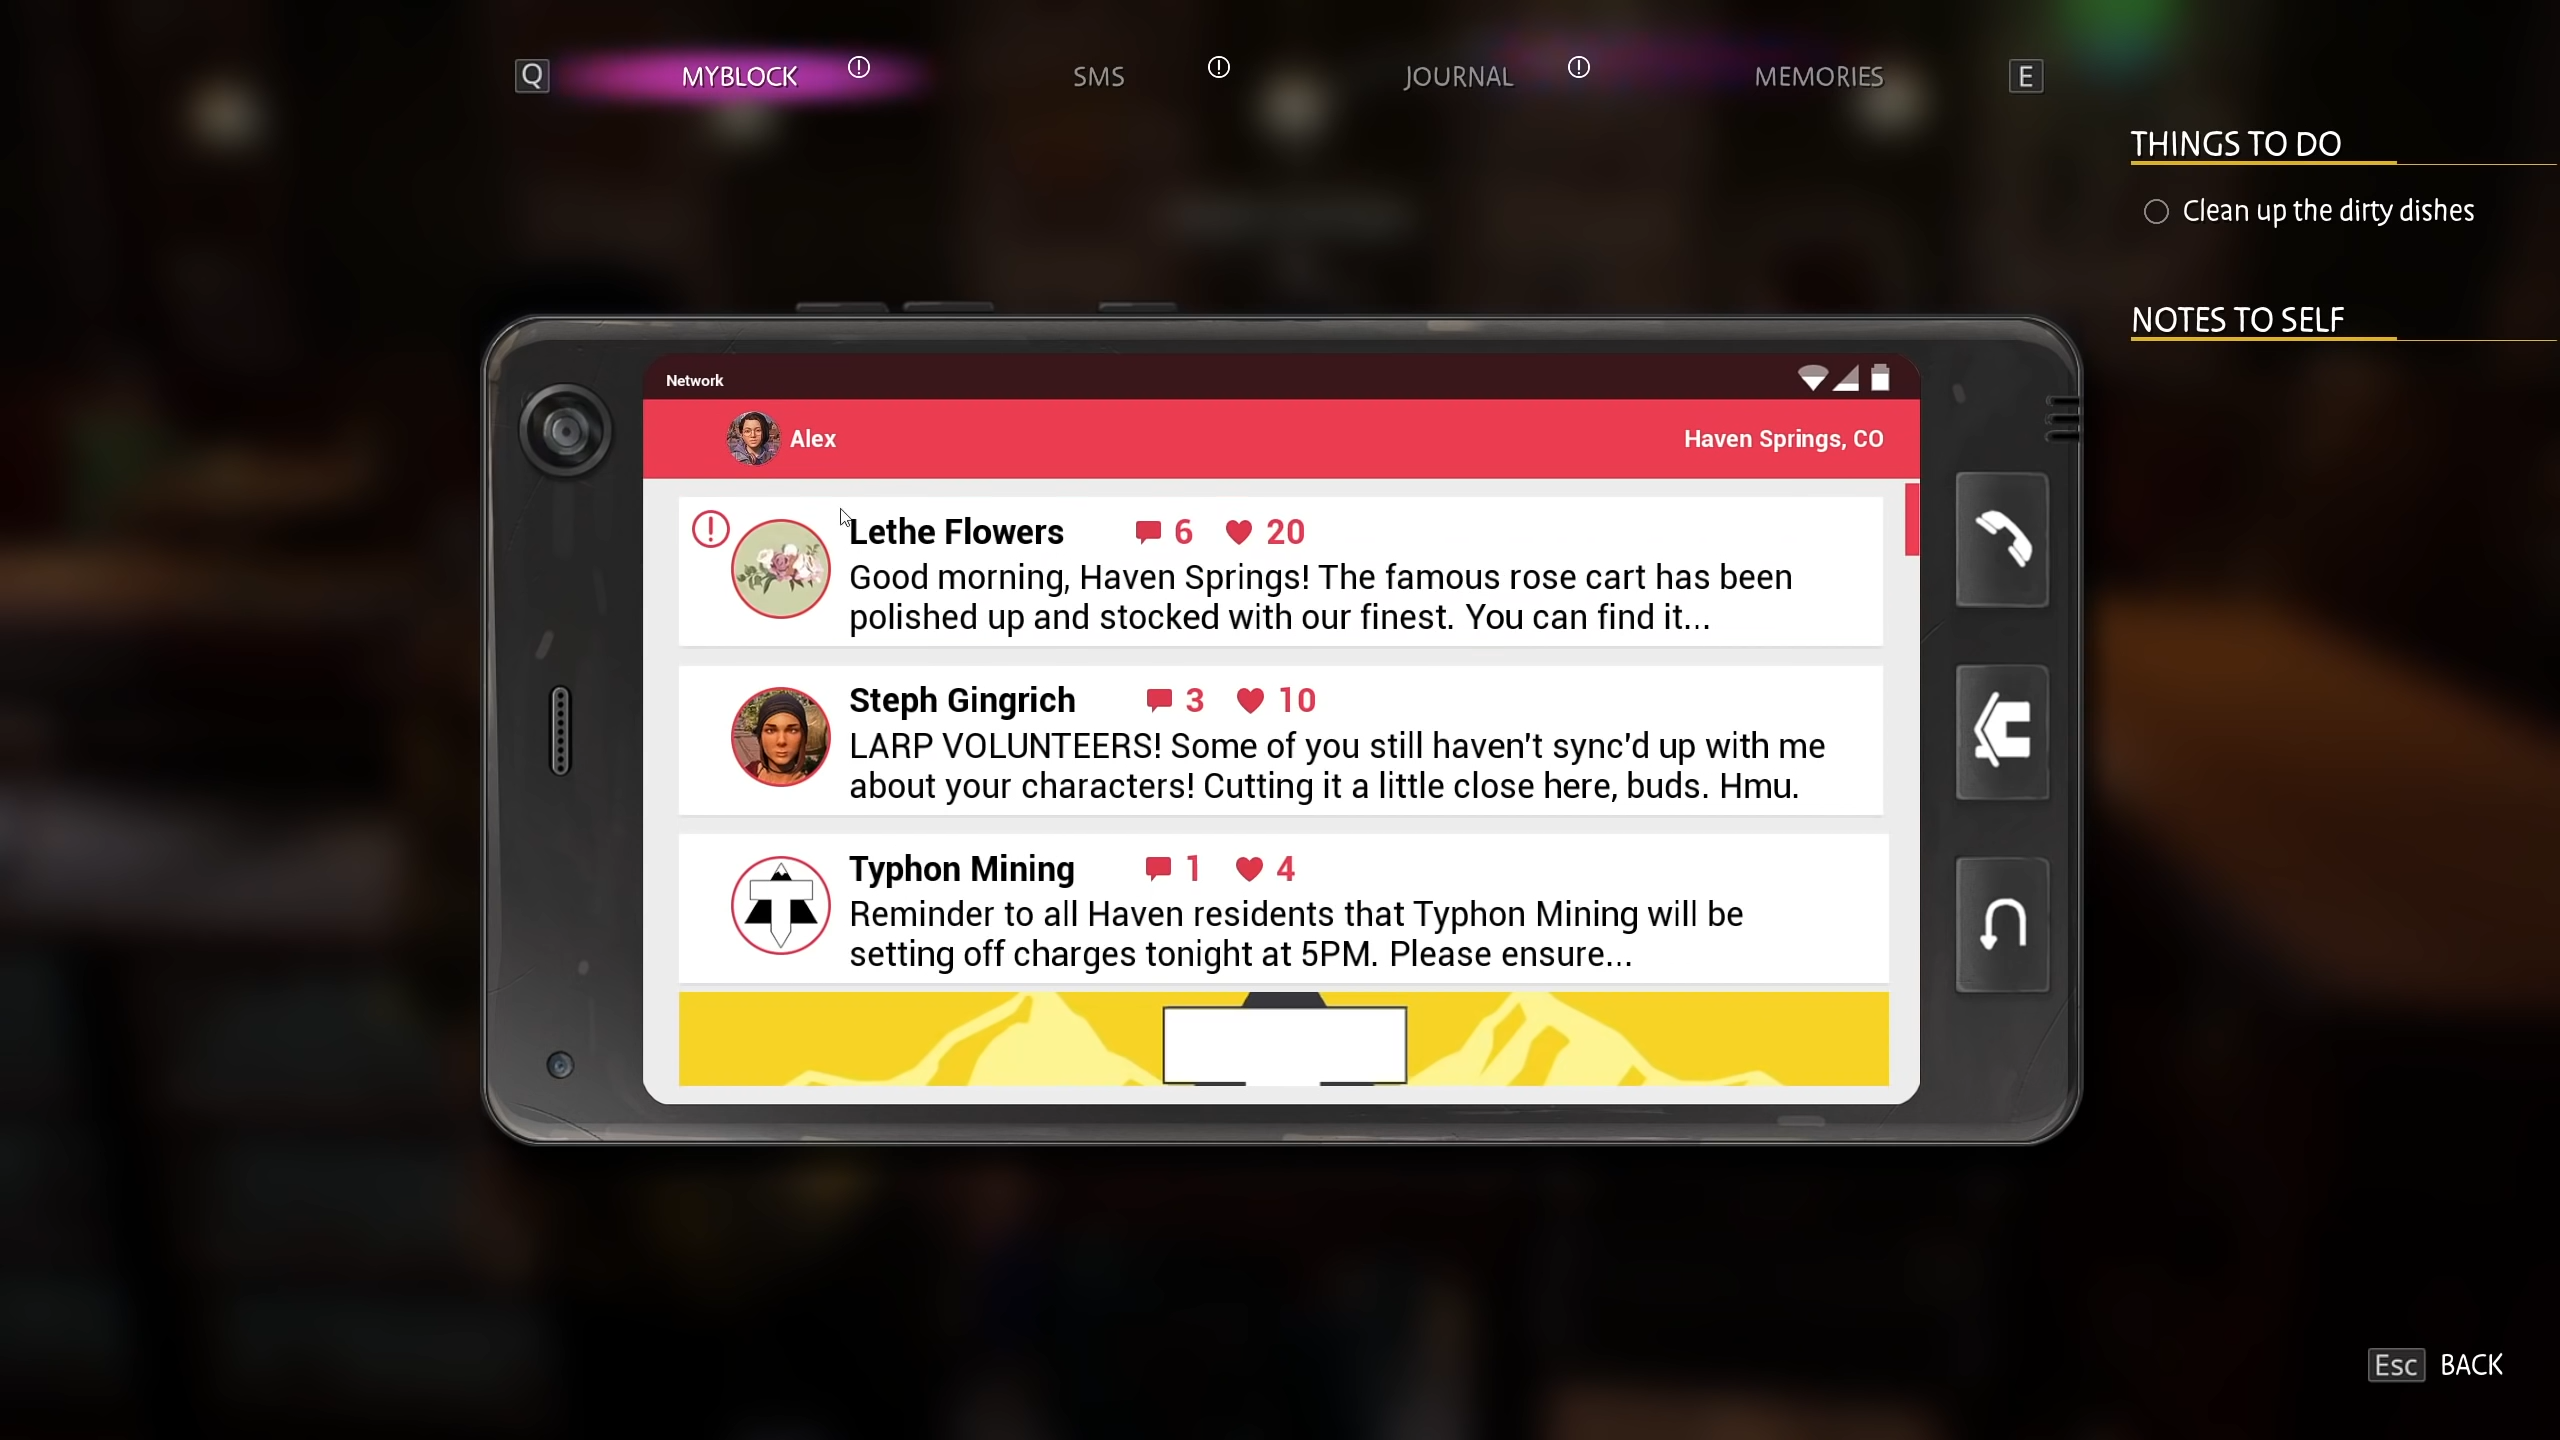 Q
MYBLOCK
SMS
JOURNAL
MEMORIES
E
THINGS TO DO
Clean up the dirty dishes
NOTES TO SELF
Network
Alex
Haven Springs, CO
Lethe Flowers 6 20
Good morning, Haven Springs! The famous rose cart has been
polished up and stocked with our finest. You can find it...
Steph Gingrich 3 10
LARP VOLUNTEERS! Some of you still haven't sync'd up with me
about your characters! Cutting it a little close here, buds. Hmu.
Typhon Mining 1 4
Reminder to all Haven residents that Typhon Mining will be
setting off charges tonight at 5PM. Please ensure...
Esc BACK